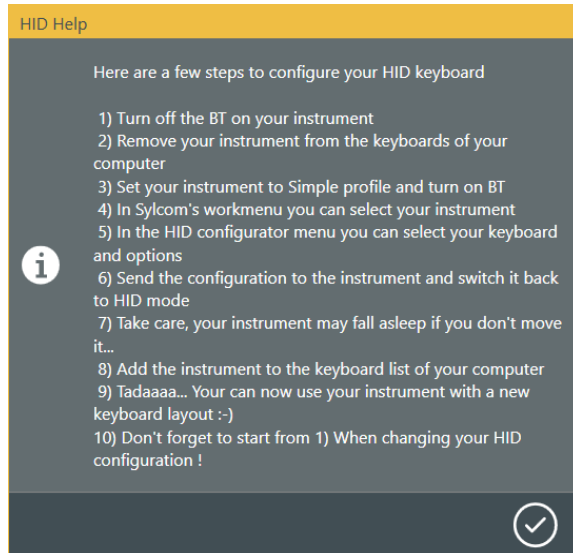 HID Help
Here are a few steps to configure your HID keyboard
1) Turn off the BT on your instrument
2) Remove your instrument from the keyboards of your
computer
3) Set your instrument to Simple profile and turn on BT
4) In Sylcom's workmenu you can select your instrument
5) In the HID configurator menu you can select your keyboard
and options
6) Send the configuration to the instrument and switch it back
to HID mode
7) Take care, your instrument may fall asleep if you don't move
it...
8) Add the instrument to the keyboard list of your computer
9) Tadaaaa... Your can now use your instrument with a new
keyboard layout :-)
10) Don't forget to start from 1) When changing your HID
configuration !